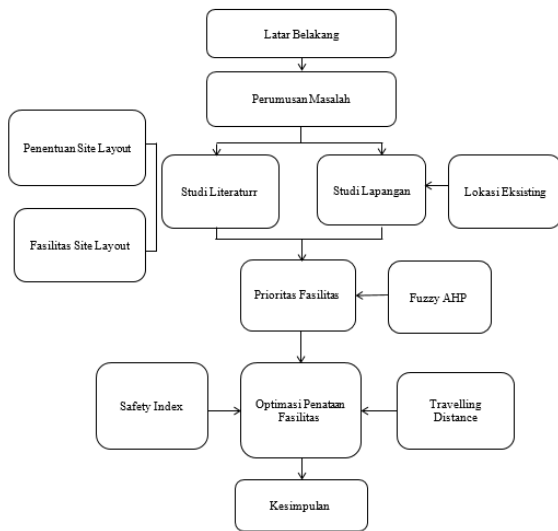 Latar Belakang
Perumusan Masalah
Penentuan Site Layout
Studi Literaturr
Studi Lapangan
Lokasi Eksisting
Fasilitas Site Layout
Prioritas Fasilitas
Fuzzy AHP
Safety Index
Optimasi Penataan
Fasilitas
Travelling
Distance
Kesimpulan